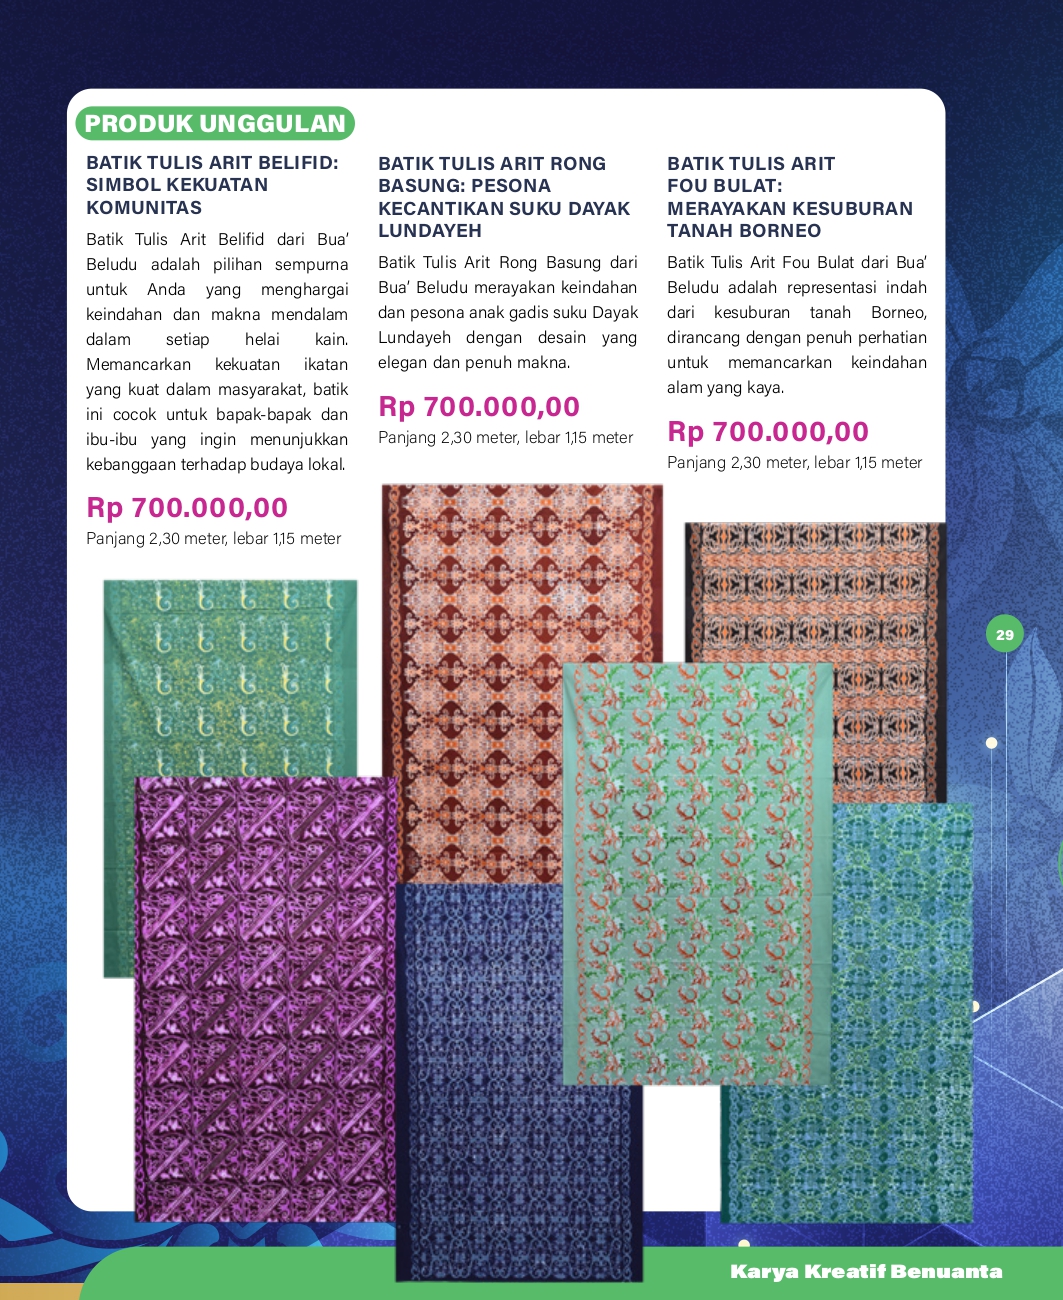 PRODUK UNGGULAN
BATIK TULIS ARIT BELIFID:
SIMBOL KEKUATAN
KOMUNITAS
Batik Tulis Arit Belifid dari Bua’
Beludu adalah pilihan sempurna
untuk Anda yang menghargai
keindahan dan makna mendalam
dalam setiap helai kain.
Memancarkan kekuatan ikatan
yang kuat dalam masyarakat, batik
ini cocok untuk bapak-bapak dan
ibu-ibu yang ingin menunjukkan
kebanggaan terhadap budaya lokal.
Rp 700.000,00
Panjang 2,30 meter, lebar 1,15 meter
BATIK TULIS ARIT RONG
BASUNG: PESONA
KECANTIKAN SUKU DAYAK
LUNDAYEH
Batik Tulis Arit Rong Basung dari
Bua’ Beludu merayakan keindahan
dan pesona anak gadis suku Dayak
Lundayeh dengan desain yang
elegan dan penuh makna.
Rp 700.000,00
Panjang 2,30 meter, lebar 1,15 meter
BATIK TULIS ARIT
FOU BULAT:
MERAYAKAN KESUBURAN
TANAH BORNEO
Batik Tulis Arit Fou Bulat dari Bua’
Beludu adalah representasi indah
dari kesuburan tanah Borneo,
dirancang dengan penuh perhatian
untuk memancarkan keindahan
alam yang kaya.
Rp 700.000,00
Panjang 2,30 meter, lebar 1,15 meter
29
Karya Kreatif Benuanta